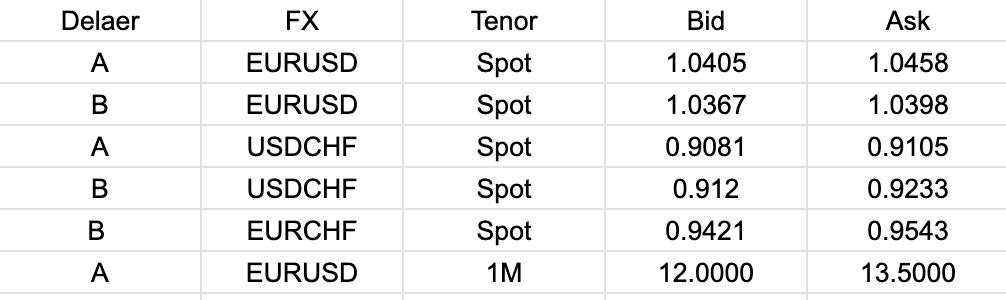 Delaer FX Tenor Bid Ask
A EURUSD Spot 1.0405 1.0458
B EURUSD Spot 1.0367 1.0398
A USDCHF Spot 0.9081 0.9105
B USDCHF Spot 0.912 0.9233
B EURCHF Spot 0.9421 0.9543
A EURUSD 1M 12.0000 13.5000